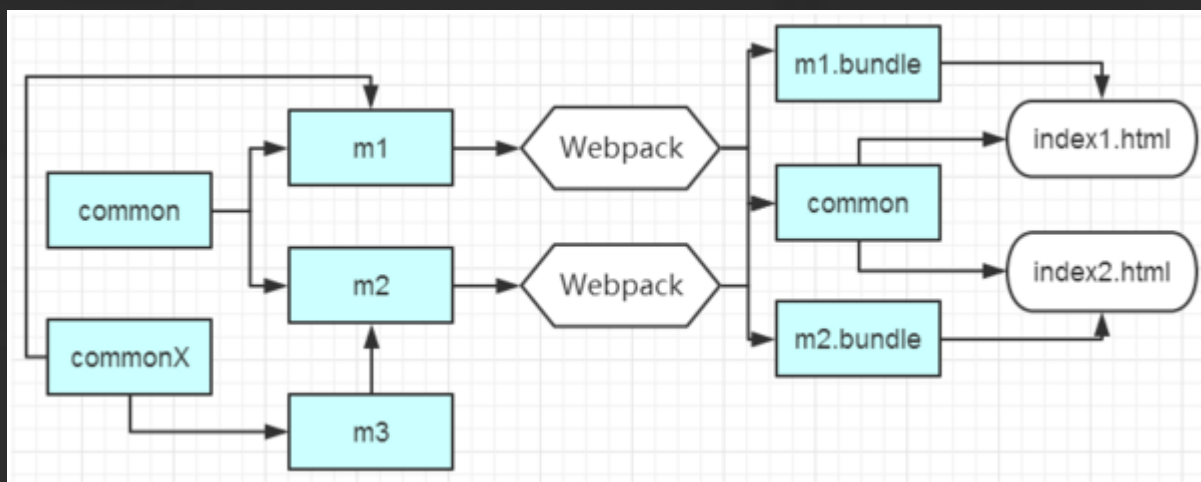 m1.bundle
m1
Webpack
index1.html
common
common
m2
Webpack
index2.html
commonX
m2.bundle
m3